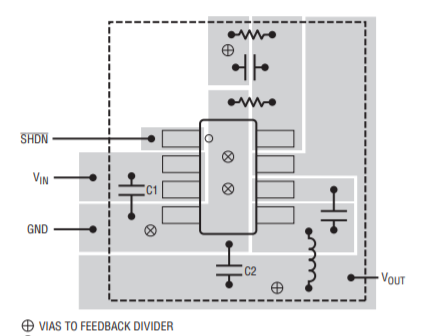 SHDN
VIN
C1
GND
C2
VOUT
VIAS TO FEEDBACK DIVIDER